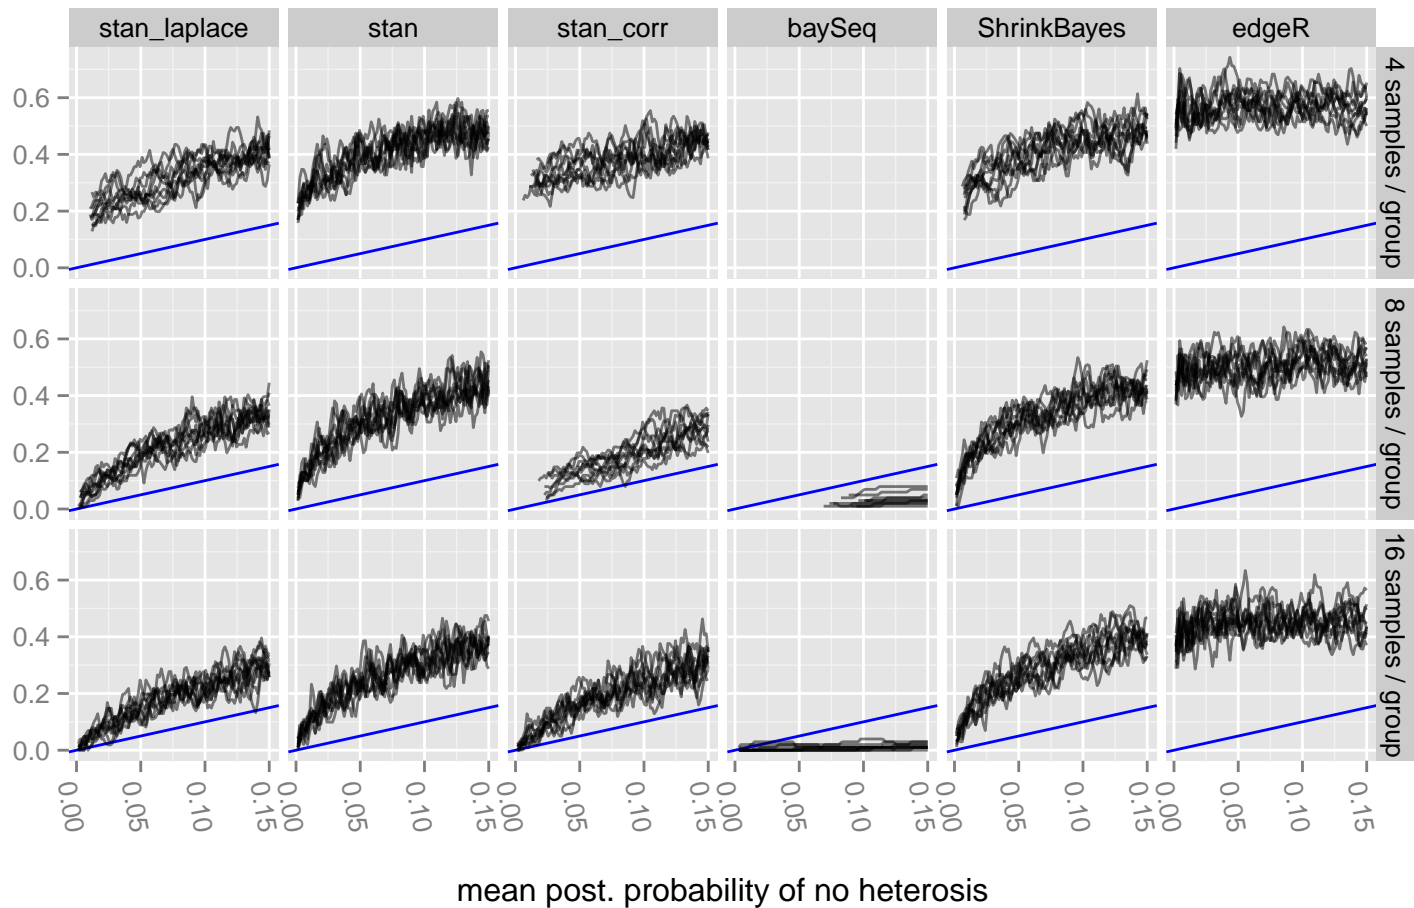 stan_laplace stan stan_corr baySeq ShrinkBayes edgeR
0.6
0.4
0.2
0.0
4 samples / group
0.6
0.4
0.2
0.0
8 samples / group
0.6
0.4
0.2
0.0
16 samples / group
0.00 0.05 0.10 0.15 0.00 0.05 0.10 0.15 0.00 0.05 0.10 0.15 0.00 0.05 0.10 0.15 0.00 0.05 0.10 0.15 0.00 0.05 0.10 0.15
mean post. probability of no heterosis